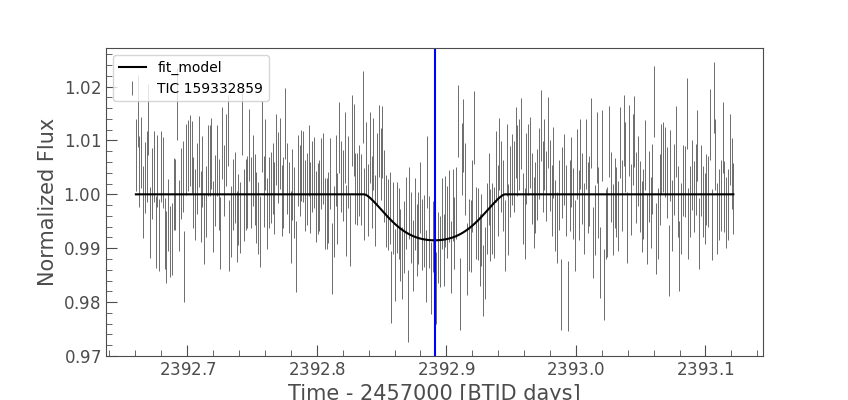 fit_model
TIC 159332859
1.02
1.01
1.00
0.99
0.98
0.97
Normalized Flux
2392.7 2392.8 2392.9 2393.0 2393.1
Time - 2457000 [BTJD days]